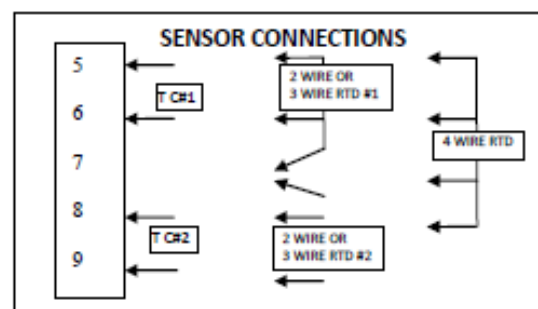 SENSOR CONNECTIONS
5
T C#1
2 WIRE OR
3 WIRE RTD #1
6
4 WIRE RTD
7
8
T C#2
2 WIRE OR
3 WIRE RTD #2
9